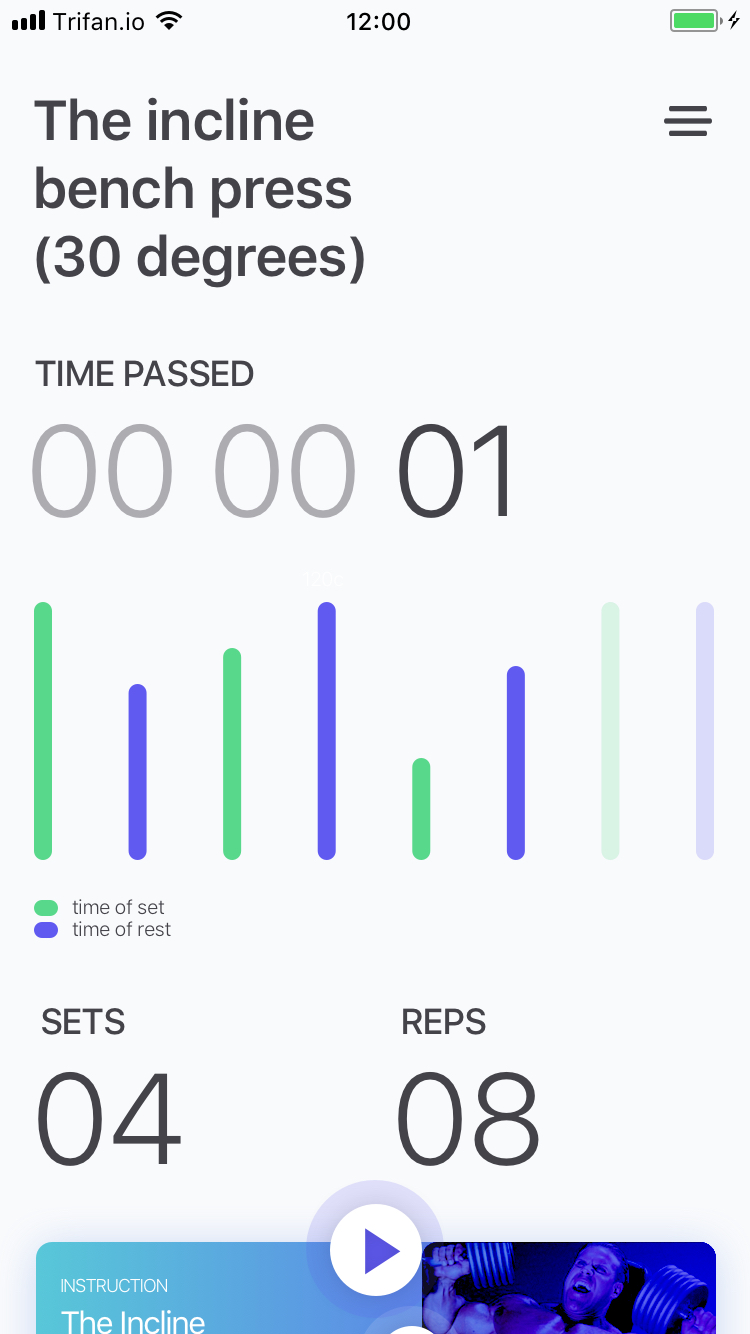 Trifan.io 12:00
The incline
bench press
(30 degrees)
TIME PASSED
00 00 01
time of set
time of rest
SETS REPS
04 08
INSTRUCTION
The Incline